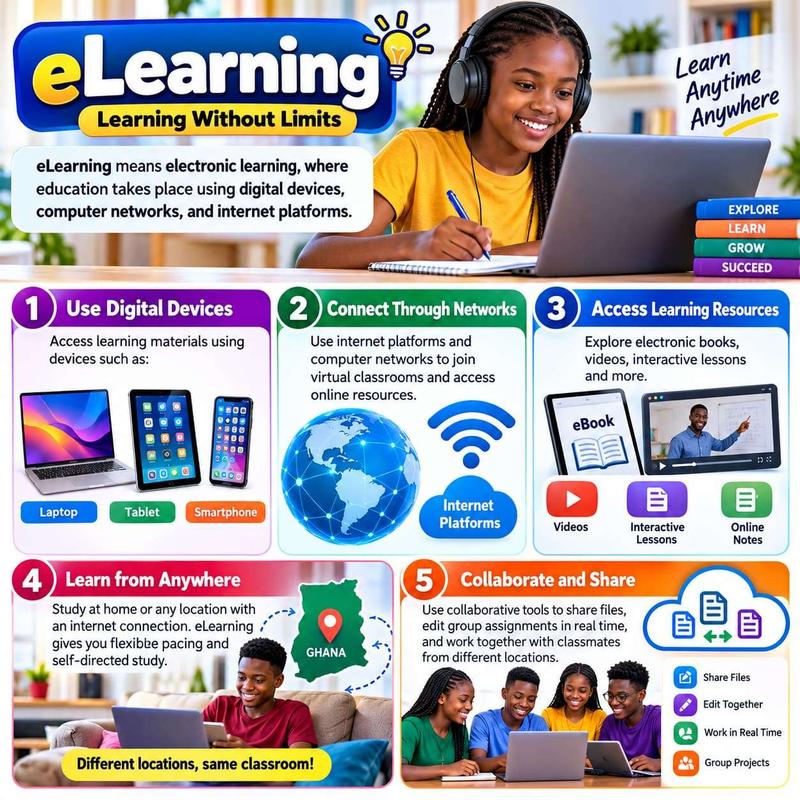 eLearning
Learning Without Limits
Learn
Anytime
Anywhere
eLearning means electronic learning, where
education takes place using digital devices,
computer networks, and internet platforms.
EXPLORE
LEARN
GROW
SUCCEED
1 Use Digital Devices
Access learning materials using
devices such as:
Laptop
Tablet
Smartphone
2 Connect Through Networks
Use internet platforms and
computer networks to join
virtual classrooms and access
online resources.
Internet
Platforms
3 Access Learning Resources
Explore electronic books,
videos, interactive lessons
and more.
eBook
Videos
Interactive
Lessons
Online
Notes
4 Learn from Anywhere
Study at home or any location with
an internet connection. eLearning
gives you flexible pacing and
self-directed study.
GHANA
Different locations, same classroom!
5 Collaborate and Share
Use collaborative tools to share files,
edit group assignments in real time,
and work together with classmates
from different locations.
Share Files
Edit Together
Work in Real Time
Group Projects